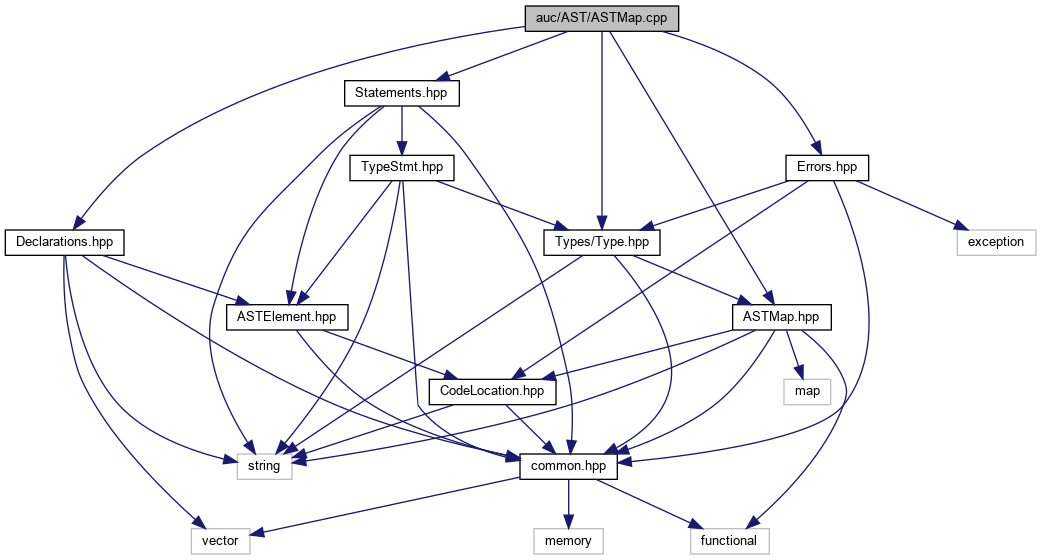 auc/AST/ASTMap.cpp
Statements.hpp
TypeStmt.hpp
Errors.hpp
Declarations.hpp
Types/Type.hpp
exception
ASTElement.hpp
ASTMap.hpp
CodeLocation.hpp
map
string
common.hpp
vector
memory
functional